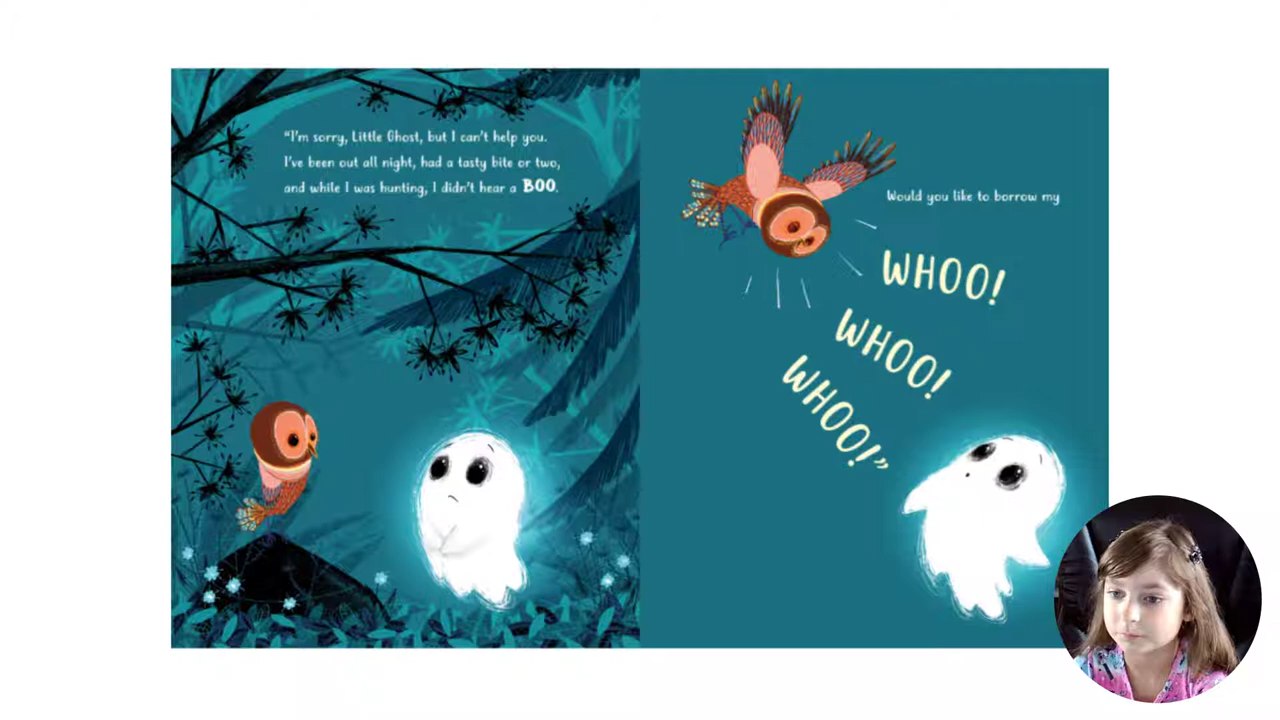 “I’m sorry, Little Ghost, but I can’t help you.
I’ve been out all night, had a tasty bite or two,
and while I was hunting, I didn’t hear a BOO.
Would you like to borrow my
WHOO!
WHOO!
WHOO!”